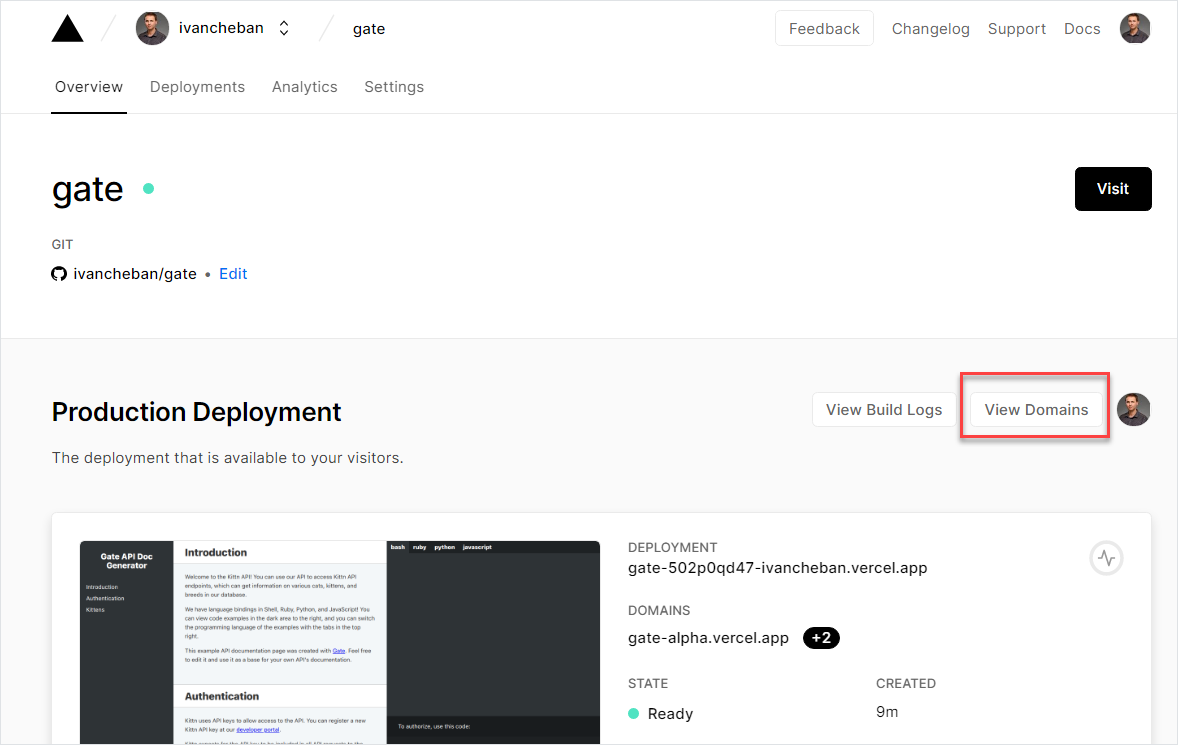 ivancheban
gate
Feedback
Changelog
Support
Docs
Overview
Deployments
Analytics
Settings
gate
Visit
GIT
ivancheban/gate • Edit
Production Deployment
View Build Logs
View Domains
The deployment that is available to your visitors.
Gate API Doc
Generator
Introduction
Authentication
Kittens
Introduction
Welcome to the Kittn API! You can use our API to access Kittn API
endpoints, which can get information on various cats, kittens, and
breeds in our database.
We have language bindings in Shell, Ruby, Python, and JavaScript! You
can view code examples in the dark area to the right, and you can switch
the programming language of the examples with the tabs in the top
right.
This example API documentation page was created with Gate. Feel free
to edit it and use it as a base for your own API's documentation.
Authentication
Kittn uses API keys to allow access to the API. You can register a new
Kittn API key at our developer portal.
bash
ruby
python
javascript
To authorize, use this code:
DEPLOYMENT
gate-502p0qd47-ivancheban.vercel.app
DOMAINS
gate-alpha.vercel.app +2
STATE
Ready
CREATED
9m